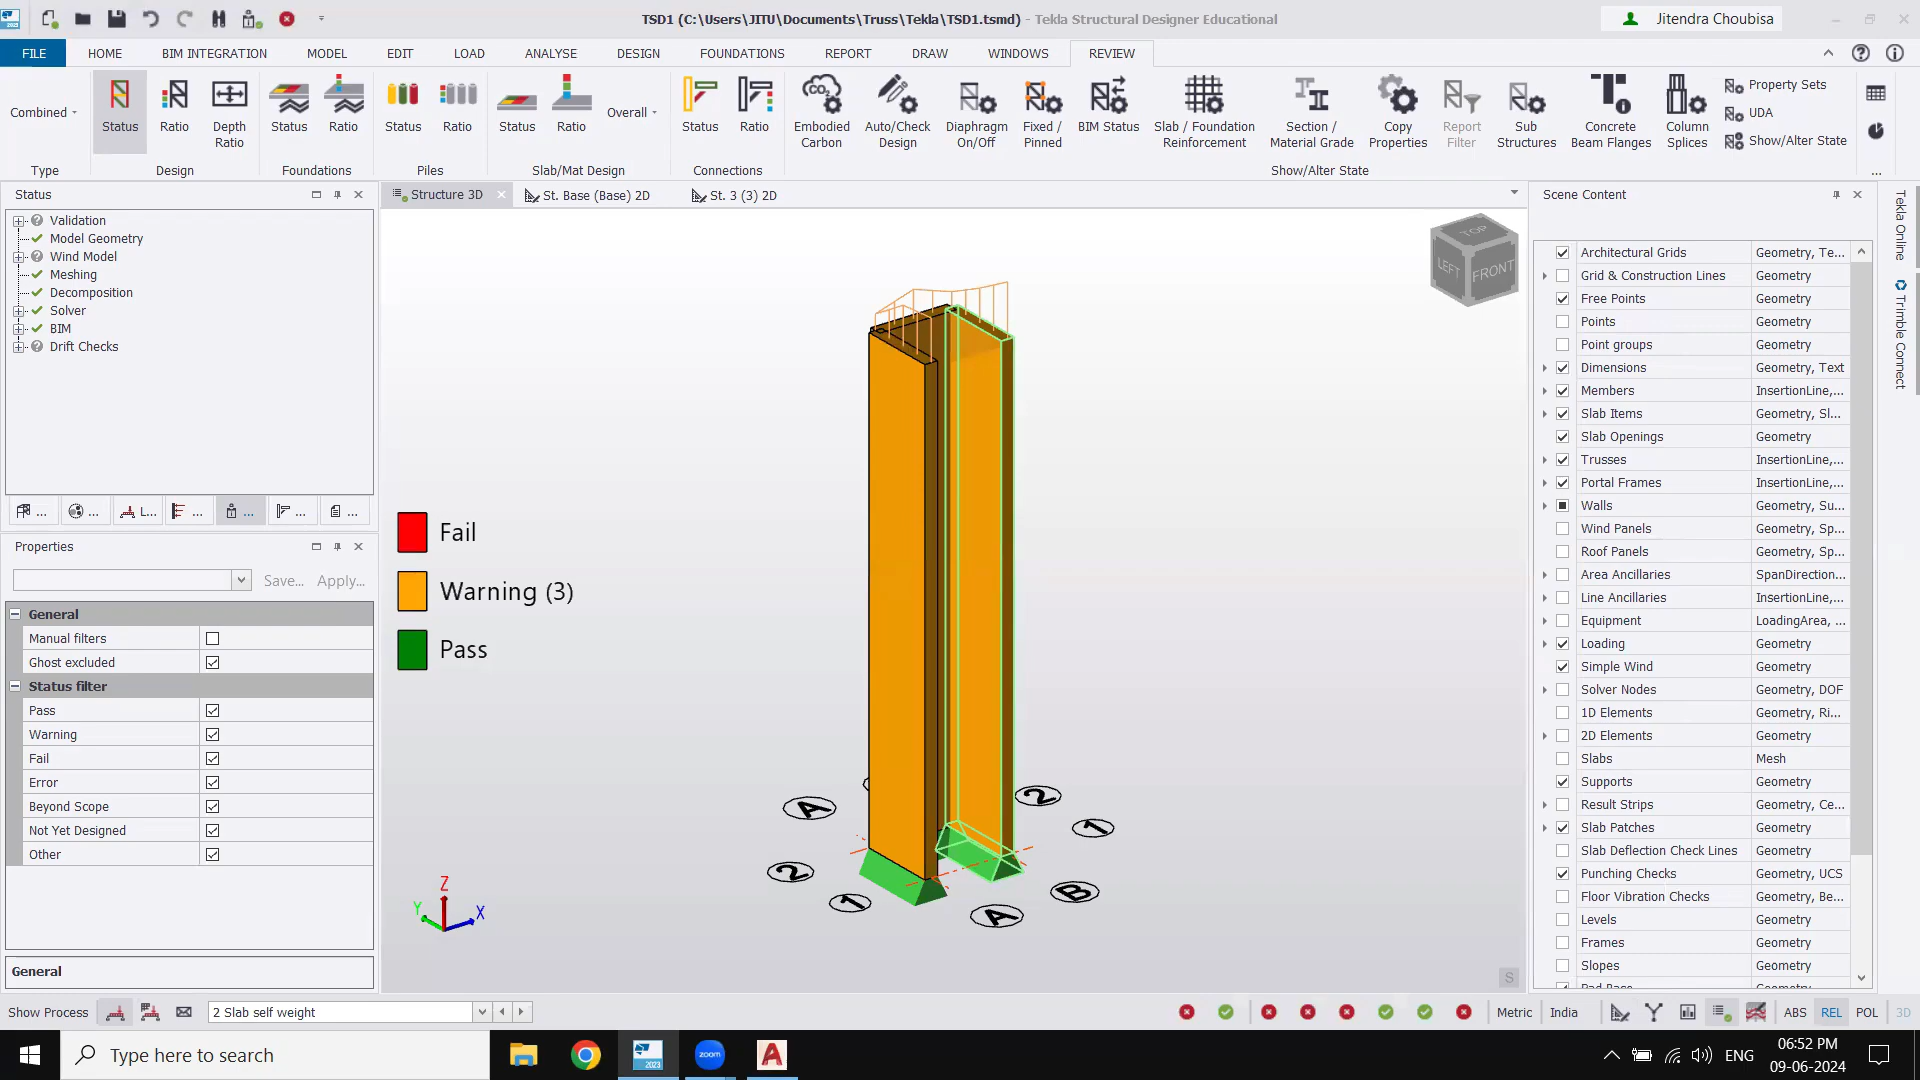 TSD1 (C:\Users\JITU\Documents\Truss\Tekla\TSD1.tsmd) - Tekla Structural Designer Educational
Jitendra Choubisa
FILE HOME BIM INTEGRATION MODEL EDIT LOAD ANALYSE DESIGN FOUNDATIONS REPORT DRAW WINDOWS REVIEW
Combined
Status Ratio Depth Ratio
Status Ratio
Status Ratio
Status Ratio Overall
Status Ratio
Embodied Carbon
Auto/Check Design
Diaphragm On/Off
Fixed / Pinned
BIM Status
Slab / Foundation Reinforcement
Section / Material Grade
Copy Properties
Report Filter
Sub Structures
Concrete Beam Flanges
Column Splices
Property Sets
UDA
Show/Alter State
Type Design Foundations Piles Slab/Mat Design Connections Show/Alter State ...
Status
Validation
Model Geometry
Wind Model
Meshing
Decomposition
Solver
BIM
Drift Checks
... ... L... ... ... ... ...
Properties
Save... Apply...
General
Manual filters
Ghost excluded
Status filter
Pass
Warning
Fail
Error
Beyond Scope
Not Yet Designed
Other
General
Structure 3D St. Base (Base) 2D St. 3 (3) 2D
TOP
LEFT FRONT
Fail
Warning (3)
Pass
A 2
1
2 B
1 A
Z
Y X
S
Scene Content
Architectural Grids Geometry, Te...
Grid & Construction Lines Geometry
Free Points Geometry
Points Geometry
Point groups Geometry
Dimensions Geometry, Text
Members InsertionLine,...
Slab Items Geometry, Sl...
Slab Openings Geometry
Trusses InsertionLine,...
Portal Frames InsertionLine,...
Walls Geometry, Su...
Wind Panels Geometry, Sp...
Roof Panels Geometry, Sp...
Area Ancillaries SpanDirection...
Line Ancillaries InsertionLine,...
Equipment LoadingArea, ...
Loading Geometry
Simple Wind Geometry
Solver Nodes Geometry, DOF
1D Elements Geometry, Ri...
2D Elements Geometry
Slabs Mesh
Supports Geometry
Result Strips Geometry, Ce...
Slab Patches Geometry
Slab Deflection Check Lines Geometry
Punching Checks Geometry, UCS
Floor Vibration Checks Geometry, Be...
Levels Geometry
Frames Geometry
Slopes Geometry
Tekla Online
Trimble Connect
Show Process 2 Slab self weight Metric India ABS REL POL 3D
Type here to search
2023
zoom
ENG
06:52 PM
09-06-2024